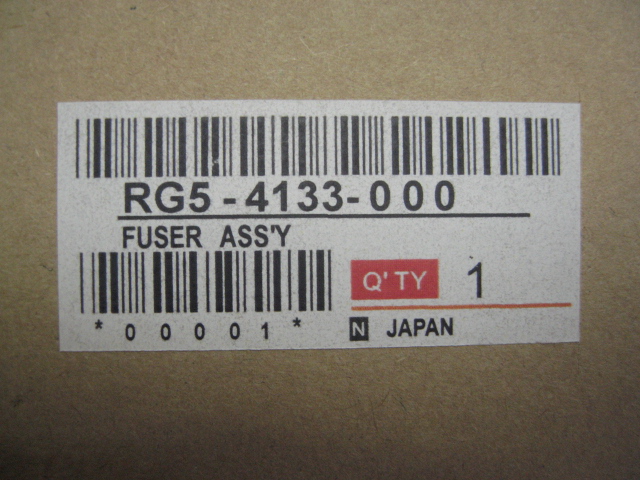 RG5-4133-000
FUSER ASS'Y
Q'TY 1
*00001*
N JAPAN